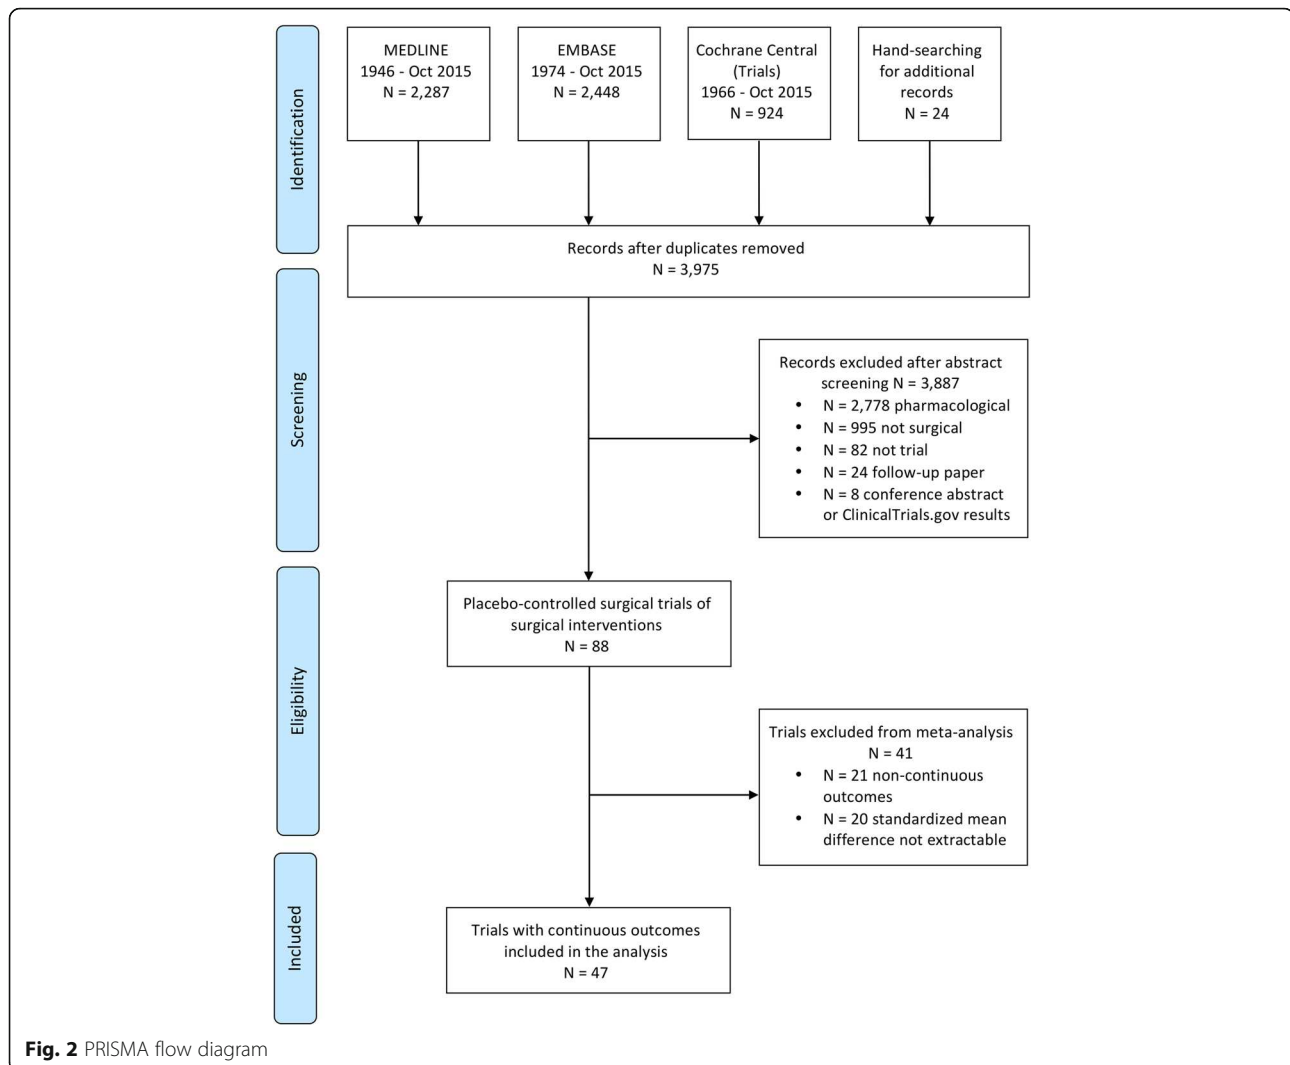 Identification
MEDLINE
1946 - Oct 2015
N = 2,287
EMBASE
1974 - Oct 2015
N = 2,448
Cochrane Central
(Trials)
1966 - Oct 2015
N = 924
Hand-searching
for additional
records
N = 24
Records after duplicates removed
N = 3,975
Screening
Records excluded after abstract
screening N = 3,887
• N = 2,778 pharmacological
• N = 995 not surgical
• N = 82 not trial
• N = 24 follow-up paper
• N = 8 conference abstract
or ClinicalTrials.gov results
Eligibility
Placebo-controlled surgical trials of
surgical interventions
N = 88
Trials excluded from meta-analysis
N = 41
• N = 21 non-continuous
outcomes
• N = 20 standardized mean
difference not extractable
Included
Trials with continuous outcomes
included in the analysis
N = 47
Fig. 2 PRISMA flow diagram